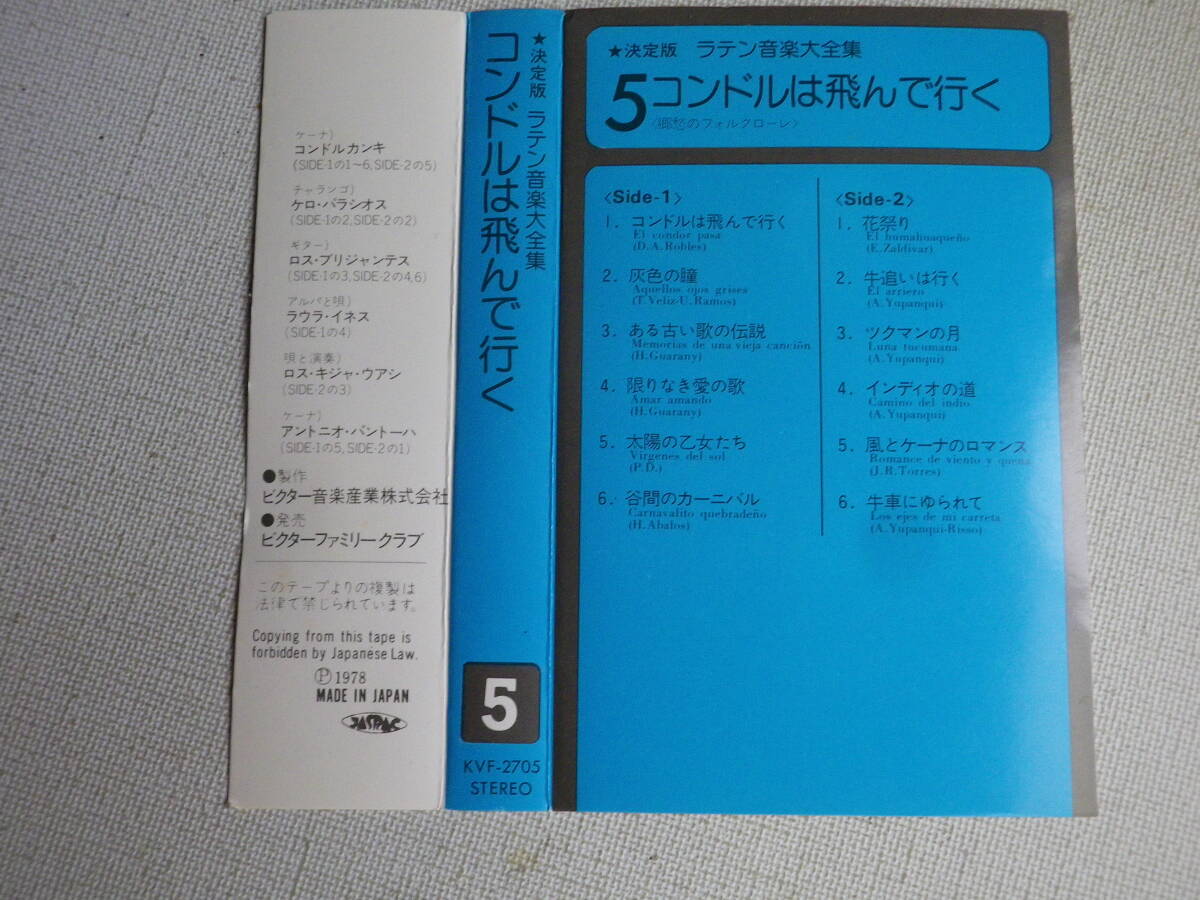 ケーナ)
コンドルカンキ
(SIDE-1の1〜6, SIDE-2の5)
チャランゴ)
ケロ・パラシオス
(SIDE-1の2, SIDE-2の2)
ギター)
ロス・ブリジャンテス
(SIDE-1の3, SIDE-2の4,6)
アルパと唄)
ラウラ・イネス
(SIDE-1の4)
唄と演奏)
ロス・キジャ・ウアシ
(SIDE-2の3)
ケーナ)
アントニオ・パントーハ
(SIDE-1の5, SIDE-2の1)
●製作
ビクター音楽産業株式会社
●発売
ビクターファミリークラブ
このテープよりの複製は
法律で禁じられています。
Copying from this tape is
forbidden by Japanese Law.
Ⓟ1978
MADE IN JAPAN
JASRAC
★決定版 ラテン音楽大全集
コンドルは飛んで行く
5
KVF-2705
STEREO
★決定版 ラテン音楽大全集
5コンドルは飛んで行く
〈郷愁のフォルクローレ〉
〈Side-1〉
1. コンドルは飛んで行く
El condor pasa
(D.A.Robles)
2. 灰色の瞳
Aquellos ojos grises
(T.Veliz-U.Ramos)
3. ある古い歌の伝説
Memorias de una vieja canción
(H.Guarany)
4. 限りなき愛の歌
Amar amando
(H.Guarany)
5. 太陽の乙女たち
Virgenes del sol
(P.D.)
6. 谷間のカーニバル
Carnavalito quebradeño
(H.Abalos)
〈Side-2〉
1. 花祭り
El humahuaqueño
(E.Zaldivar)
2. 牛追いは行く
El arriero
(A.Yupanqui)
3. ツクマンの月
Luna tucumana
(A.Yupanqui)
4. インディオの道
Camino del indio
(A.Yupanqui)
5. 風とケーナのロマンス
Romance de viento y quena
(J.R.Torres)
6. 牛車にゆられて
Los ejes de mi carreta
(A.Yupanqui-Risso)